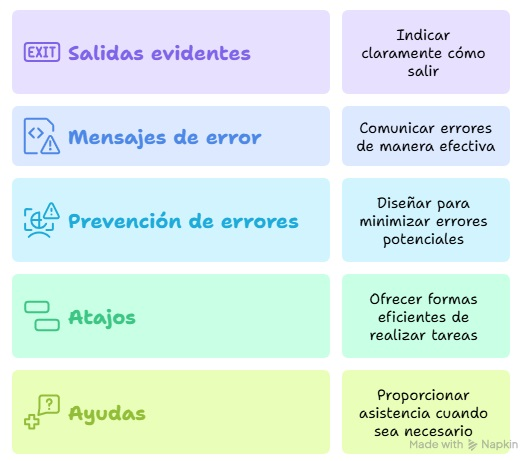 EXIT
Salidas evidentes
Indicar
claramente cómo
salir
Mensajes de error
Comunicar errores
de manera efectiva
Prevención de errores
Diseñar para
minimizar errores
potenciales
Atajos
Ofrecer formas
eficientes de
realizar tareas
Ayudas
Proporcionar
asistencia cuando
sea necesario
Made with Napkin